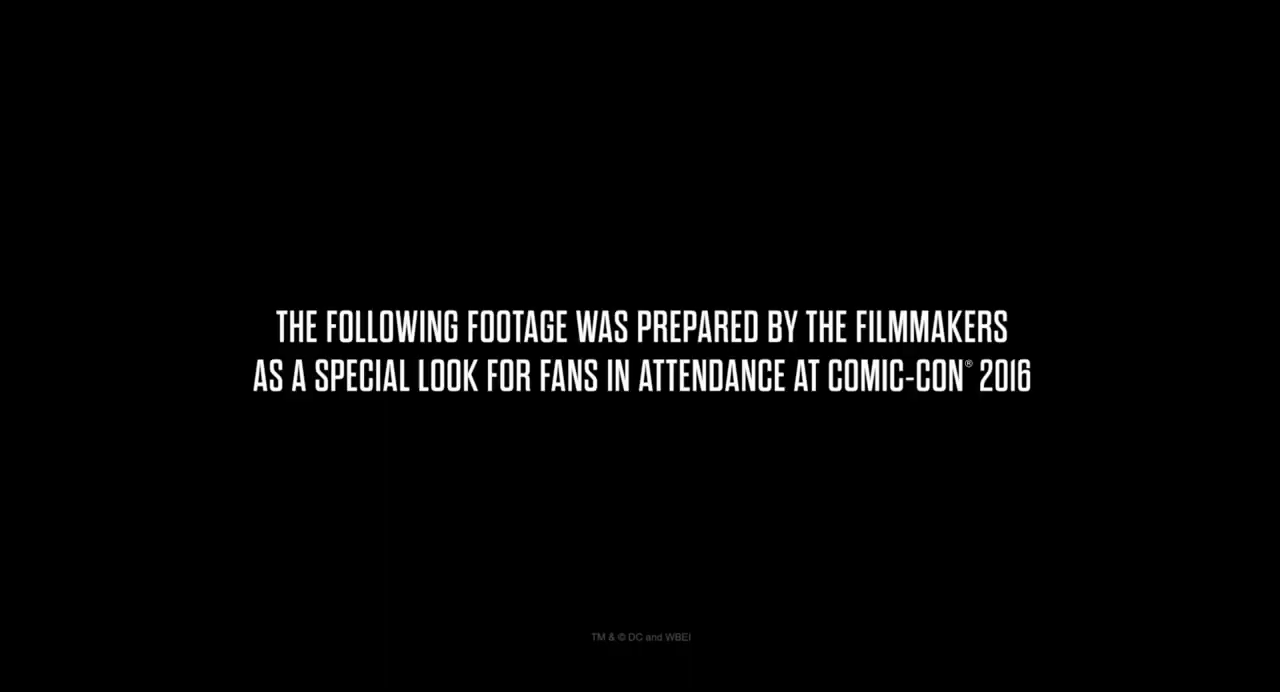 THE FOLLOWING FOOTAGE WAS PREPARED BY THE FILMMAKERS
AS A SPECIAL LOOK FOR FANS IN ATTENDANCE AT COMIC-CON® 2016
TM & © DC and WBEI